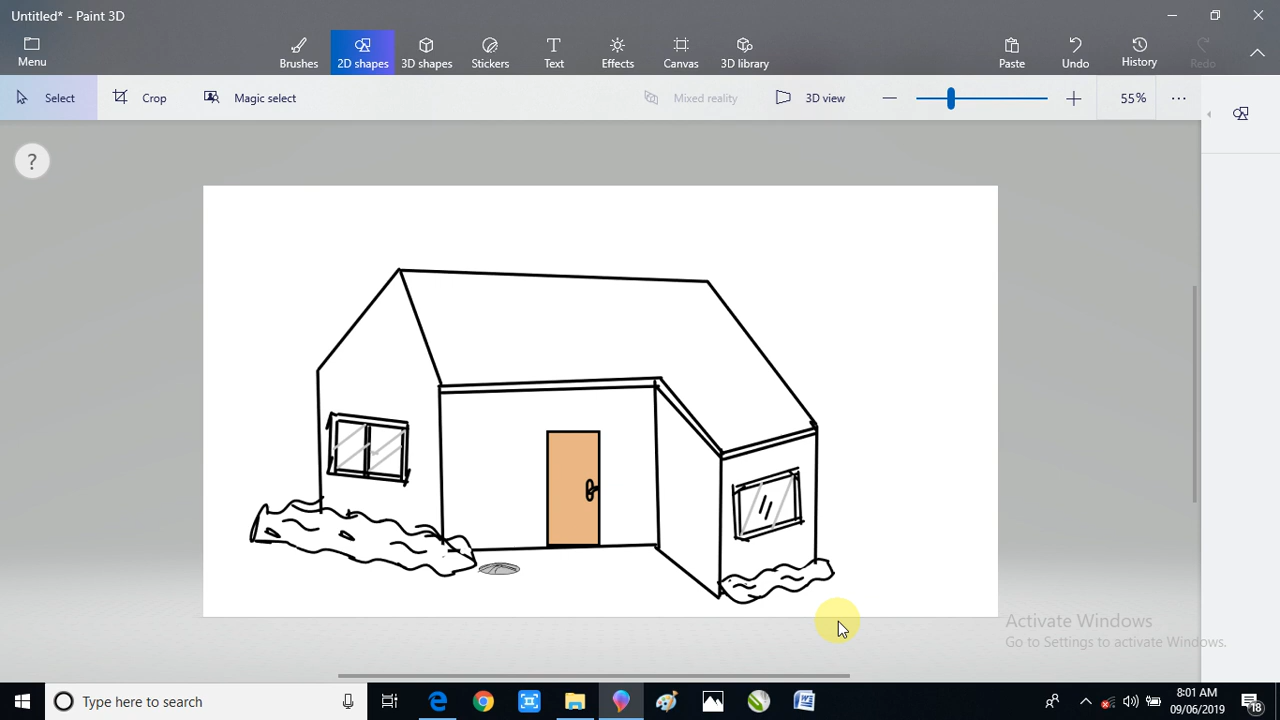 Untitled* - Paint 3D
Menu
Brushes
2D shapes
3D shapes
Stickers
Text
Effects
Canvas
3D library
Paste
Undo
History
Redo
Select
Crop
Magic select
Mixed reality
3D view
55%
?
Activate Windows
Go to Settings to activate Windows.
Type here to search
8:01 AM
09/06/2019
18